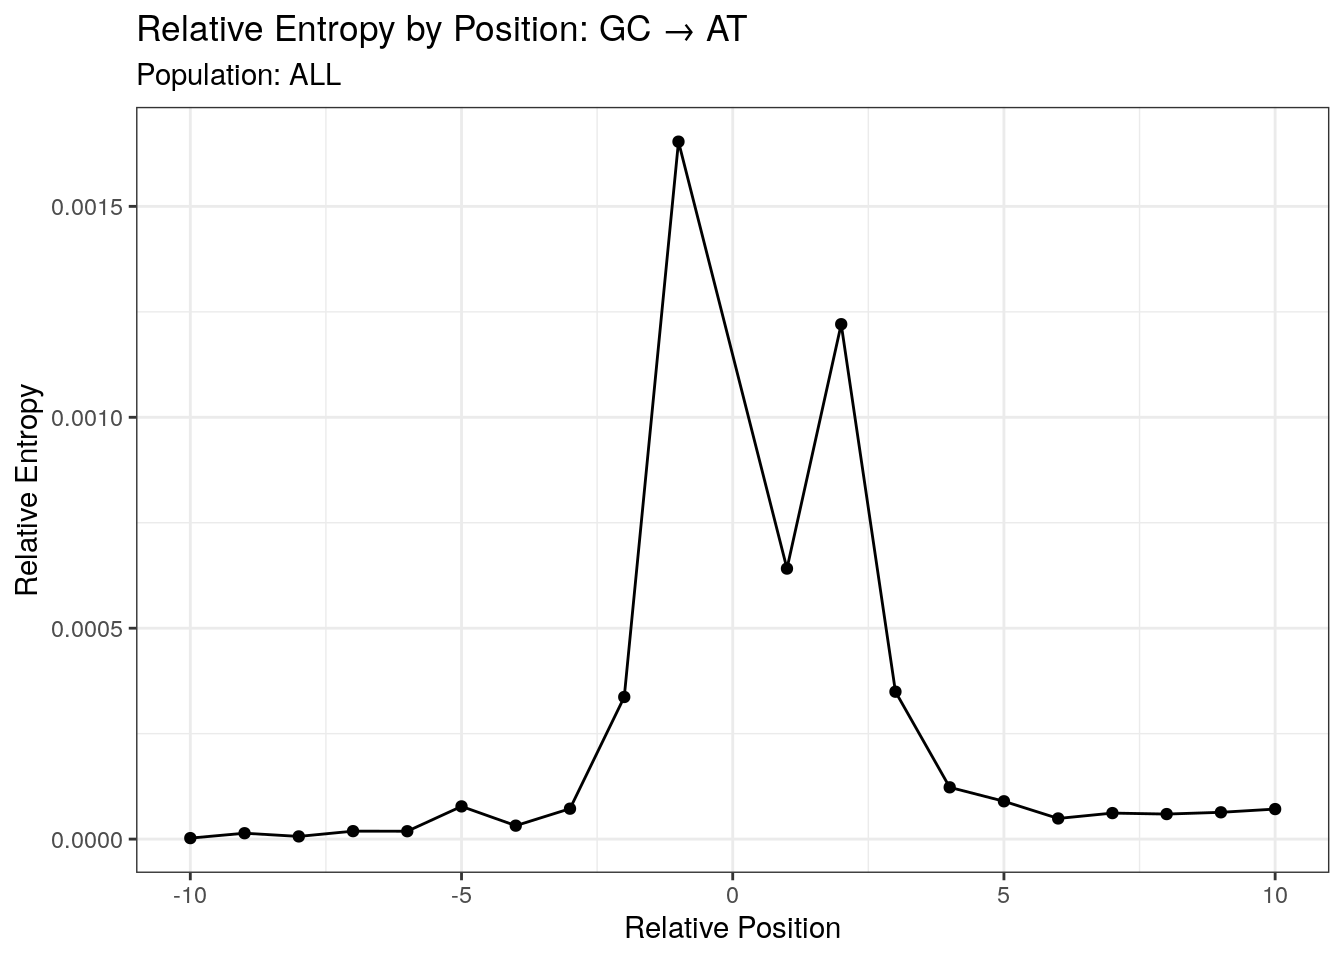 Relative Entropy by Position: GC → AT
Population: ALL
0.0015
0.0010
0.0005
0.0000
Relative Entropy
-10 -5 0 5 10
Relative Position